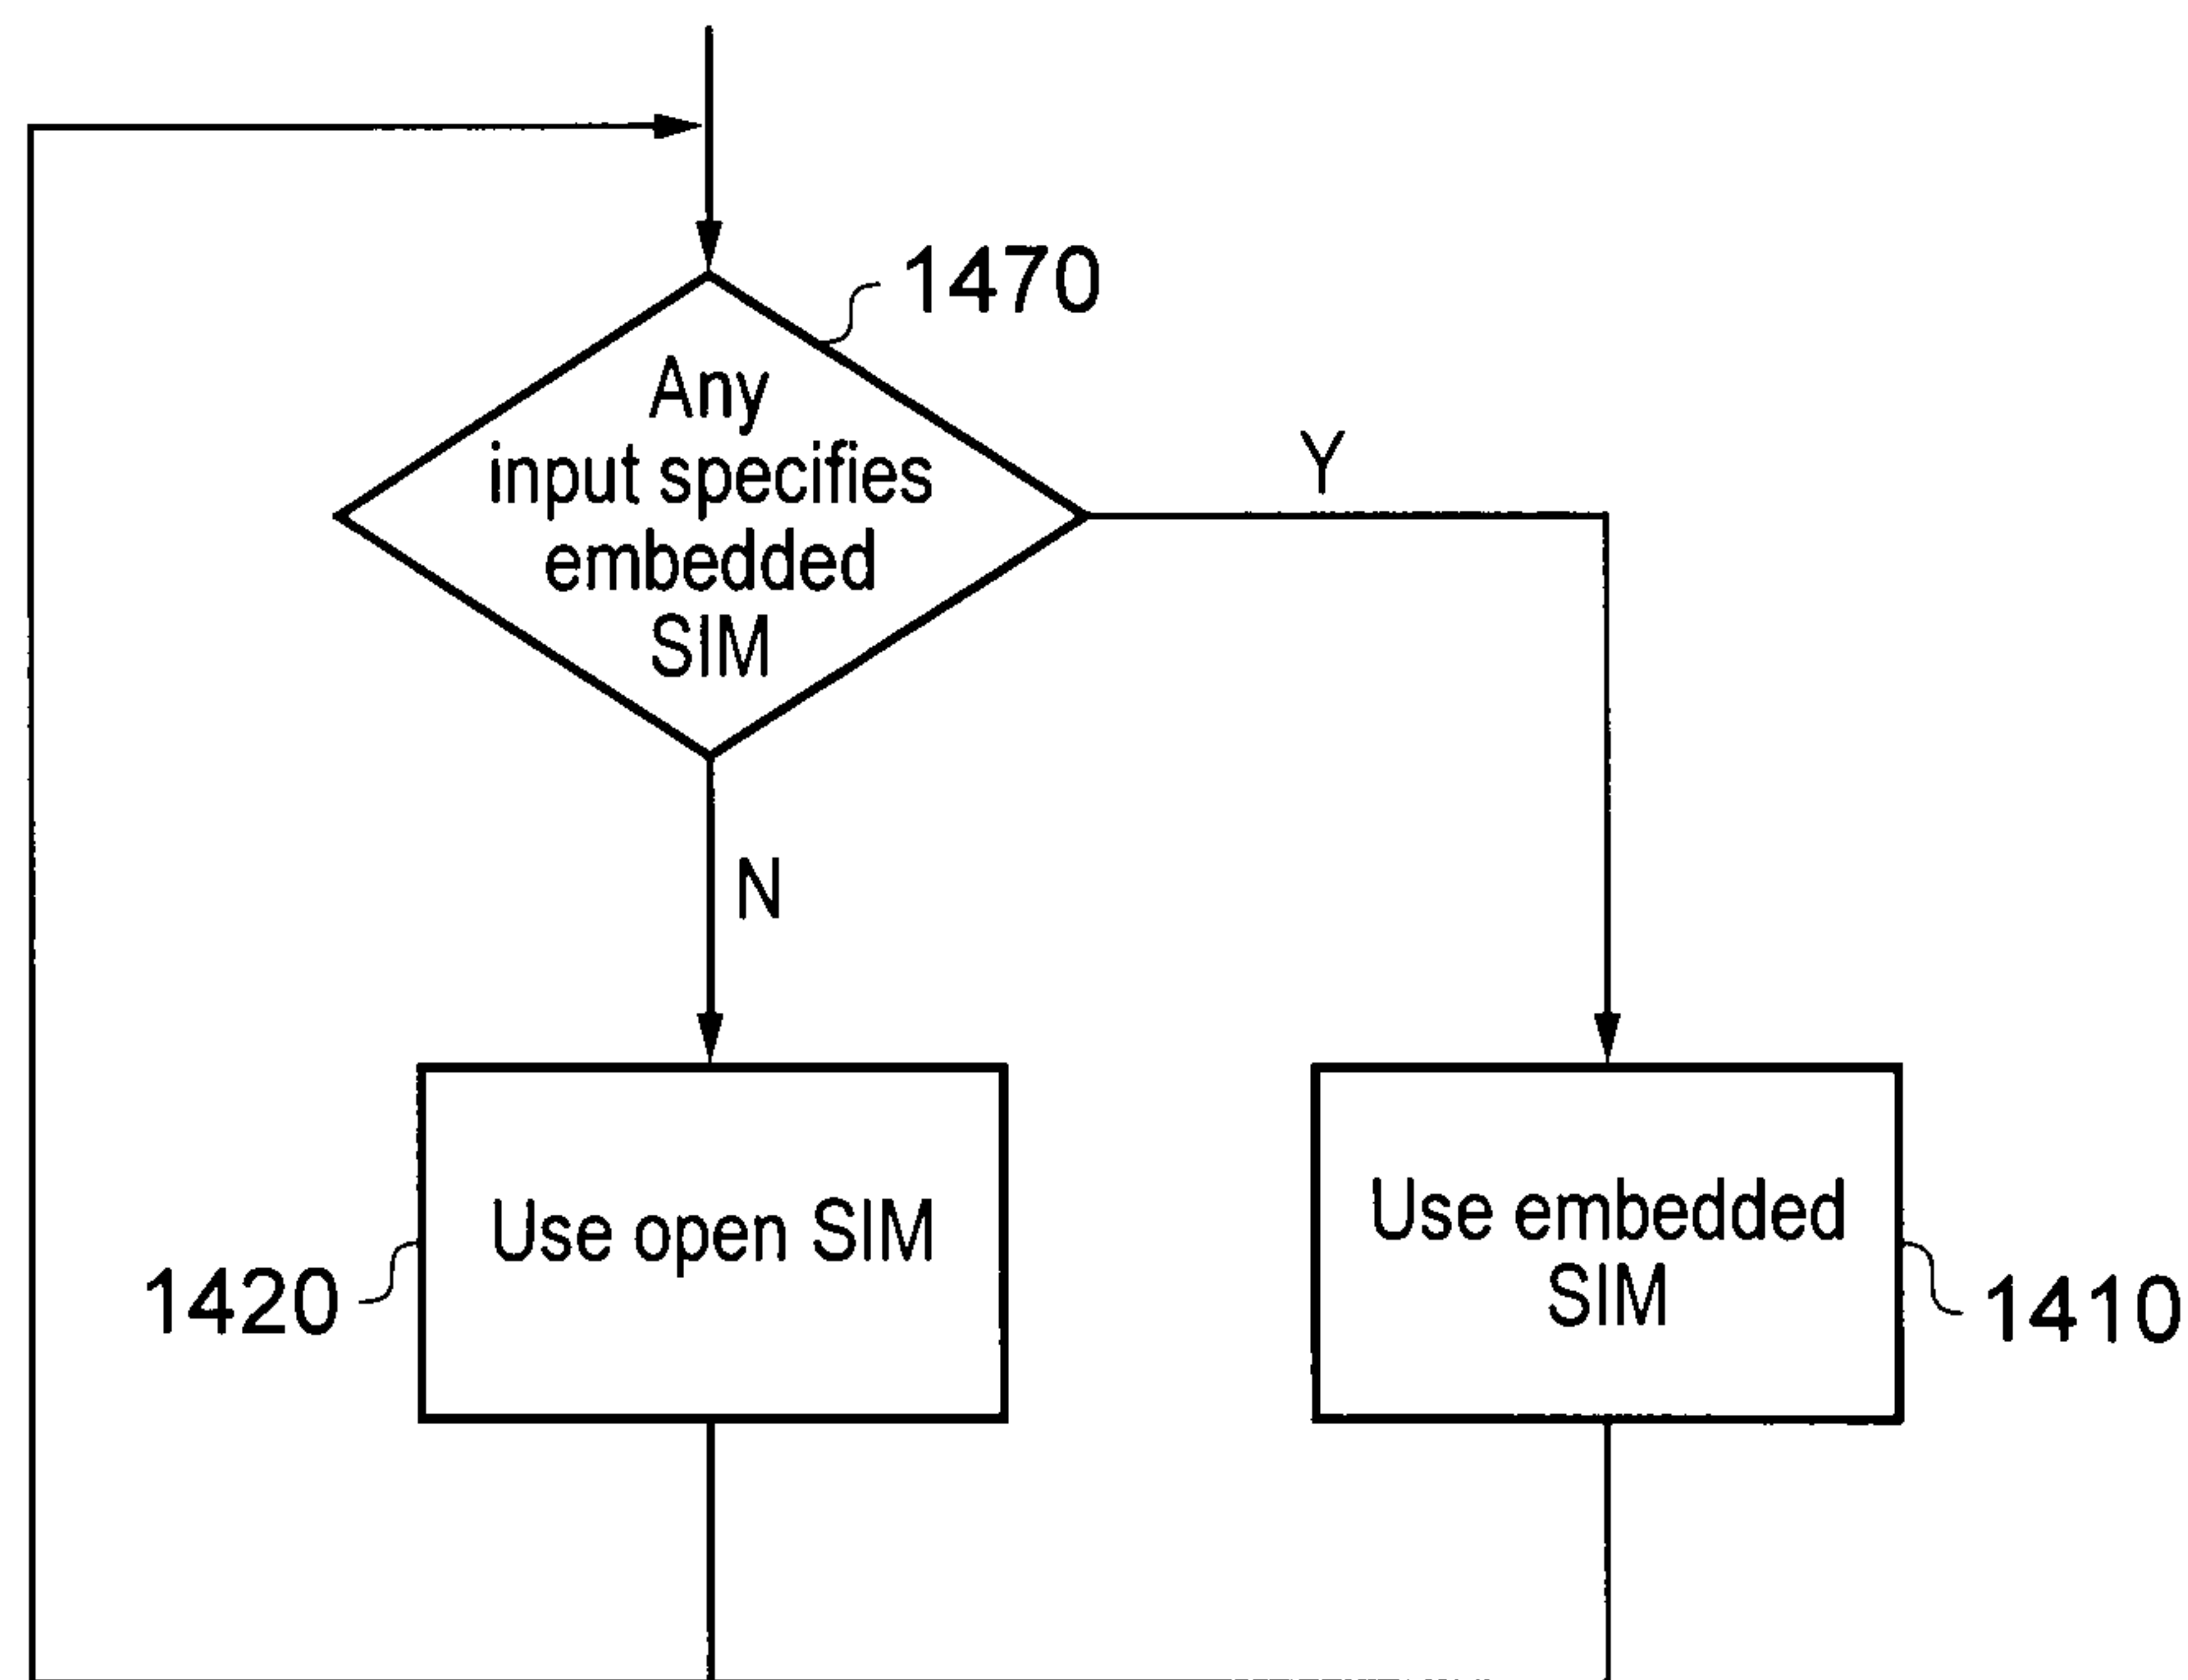 1470
Any
input specifies
embedded
SIM
Y
N
Use open SIM
1420
Use embedded
SIM
1410